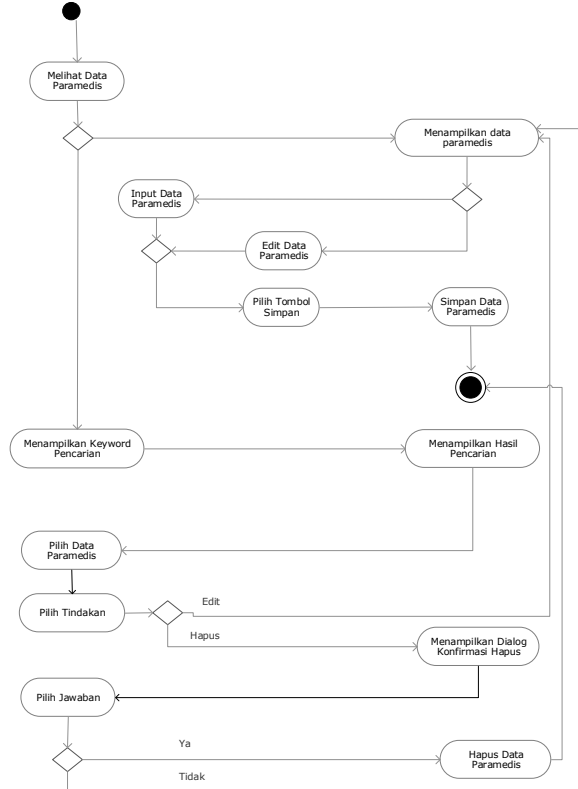 Melihat Data
Paramedis
Menampilkan data
paramedis
Input Data
Paramedis
Edit Data
Paramedis
Pilih Tombol
Simpan
Simpan Data
Paramedis
Menampilkan Keyword
Pencarian
Menampilkan Hasil
Pencarian
Pilih Data
Paramedis
Pilih Tindakan
Edit
Hapus
Menampilkan Dialog
Konfirmasi Hapus
Pilih Jawaban
Ya
Hapus Data
Paramedis
Tidak